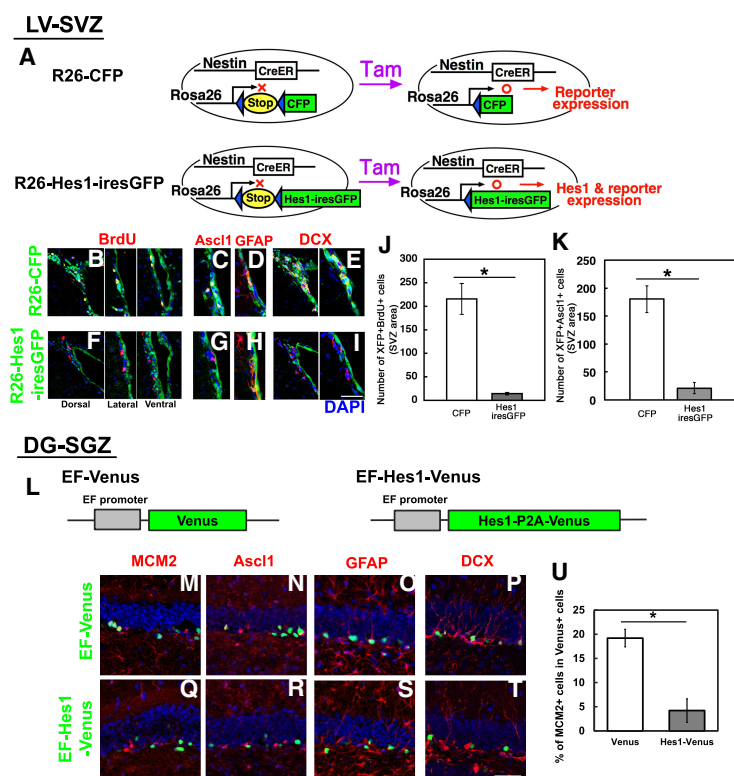 LV-SVZ
A
R26-CFP
Nestin
CreER
Rosa26
Stop
CFP
Tam
Nestin
CreER
Rosa26
CFP
Reporter
expression
R26-Hes1-iresGFP
Nestin
CreER
Rosa26
Stop
Hes1-iresGFP
Tam
Nestin
CreER
Rosa26
Hes1-iresGFP
Hes1 & reporter
expression
BrdU
Ascl1
GFAP
DCX
R26-CFP
B
C
D
E
R26-Hes1
-iresGFP
F
G
H
I
Dorsal
Lateral
Ventral
DAPI
J
Number of XFP+BrdU+ cells
(SVZ area)
300
250
200
150
100
50
0
*
CFP
Hes1
iresGFP
K
Number of XFP+Ascl1+ cells
(SVZ area)
250
200
150
100
50
0
*
CFP
Hes1
iresGFP
DG-SGZ
L
EF-Venus
EF promoter
Venus
EF-Hes1-Venus
EF promoter
Hes1-P2A-Venus
MCM2
Ascl1
GFAP
DCX
EF-Venus
M
N
O
P
EF-Hes1
-Venus
Q
R
S
T
U
% of MCM2+ cells in Venus+ cells
25
20
15
10
5
0
*
Venus
Hes1-Venus